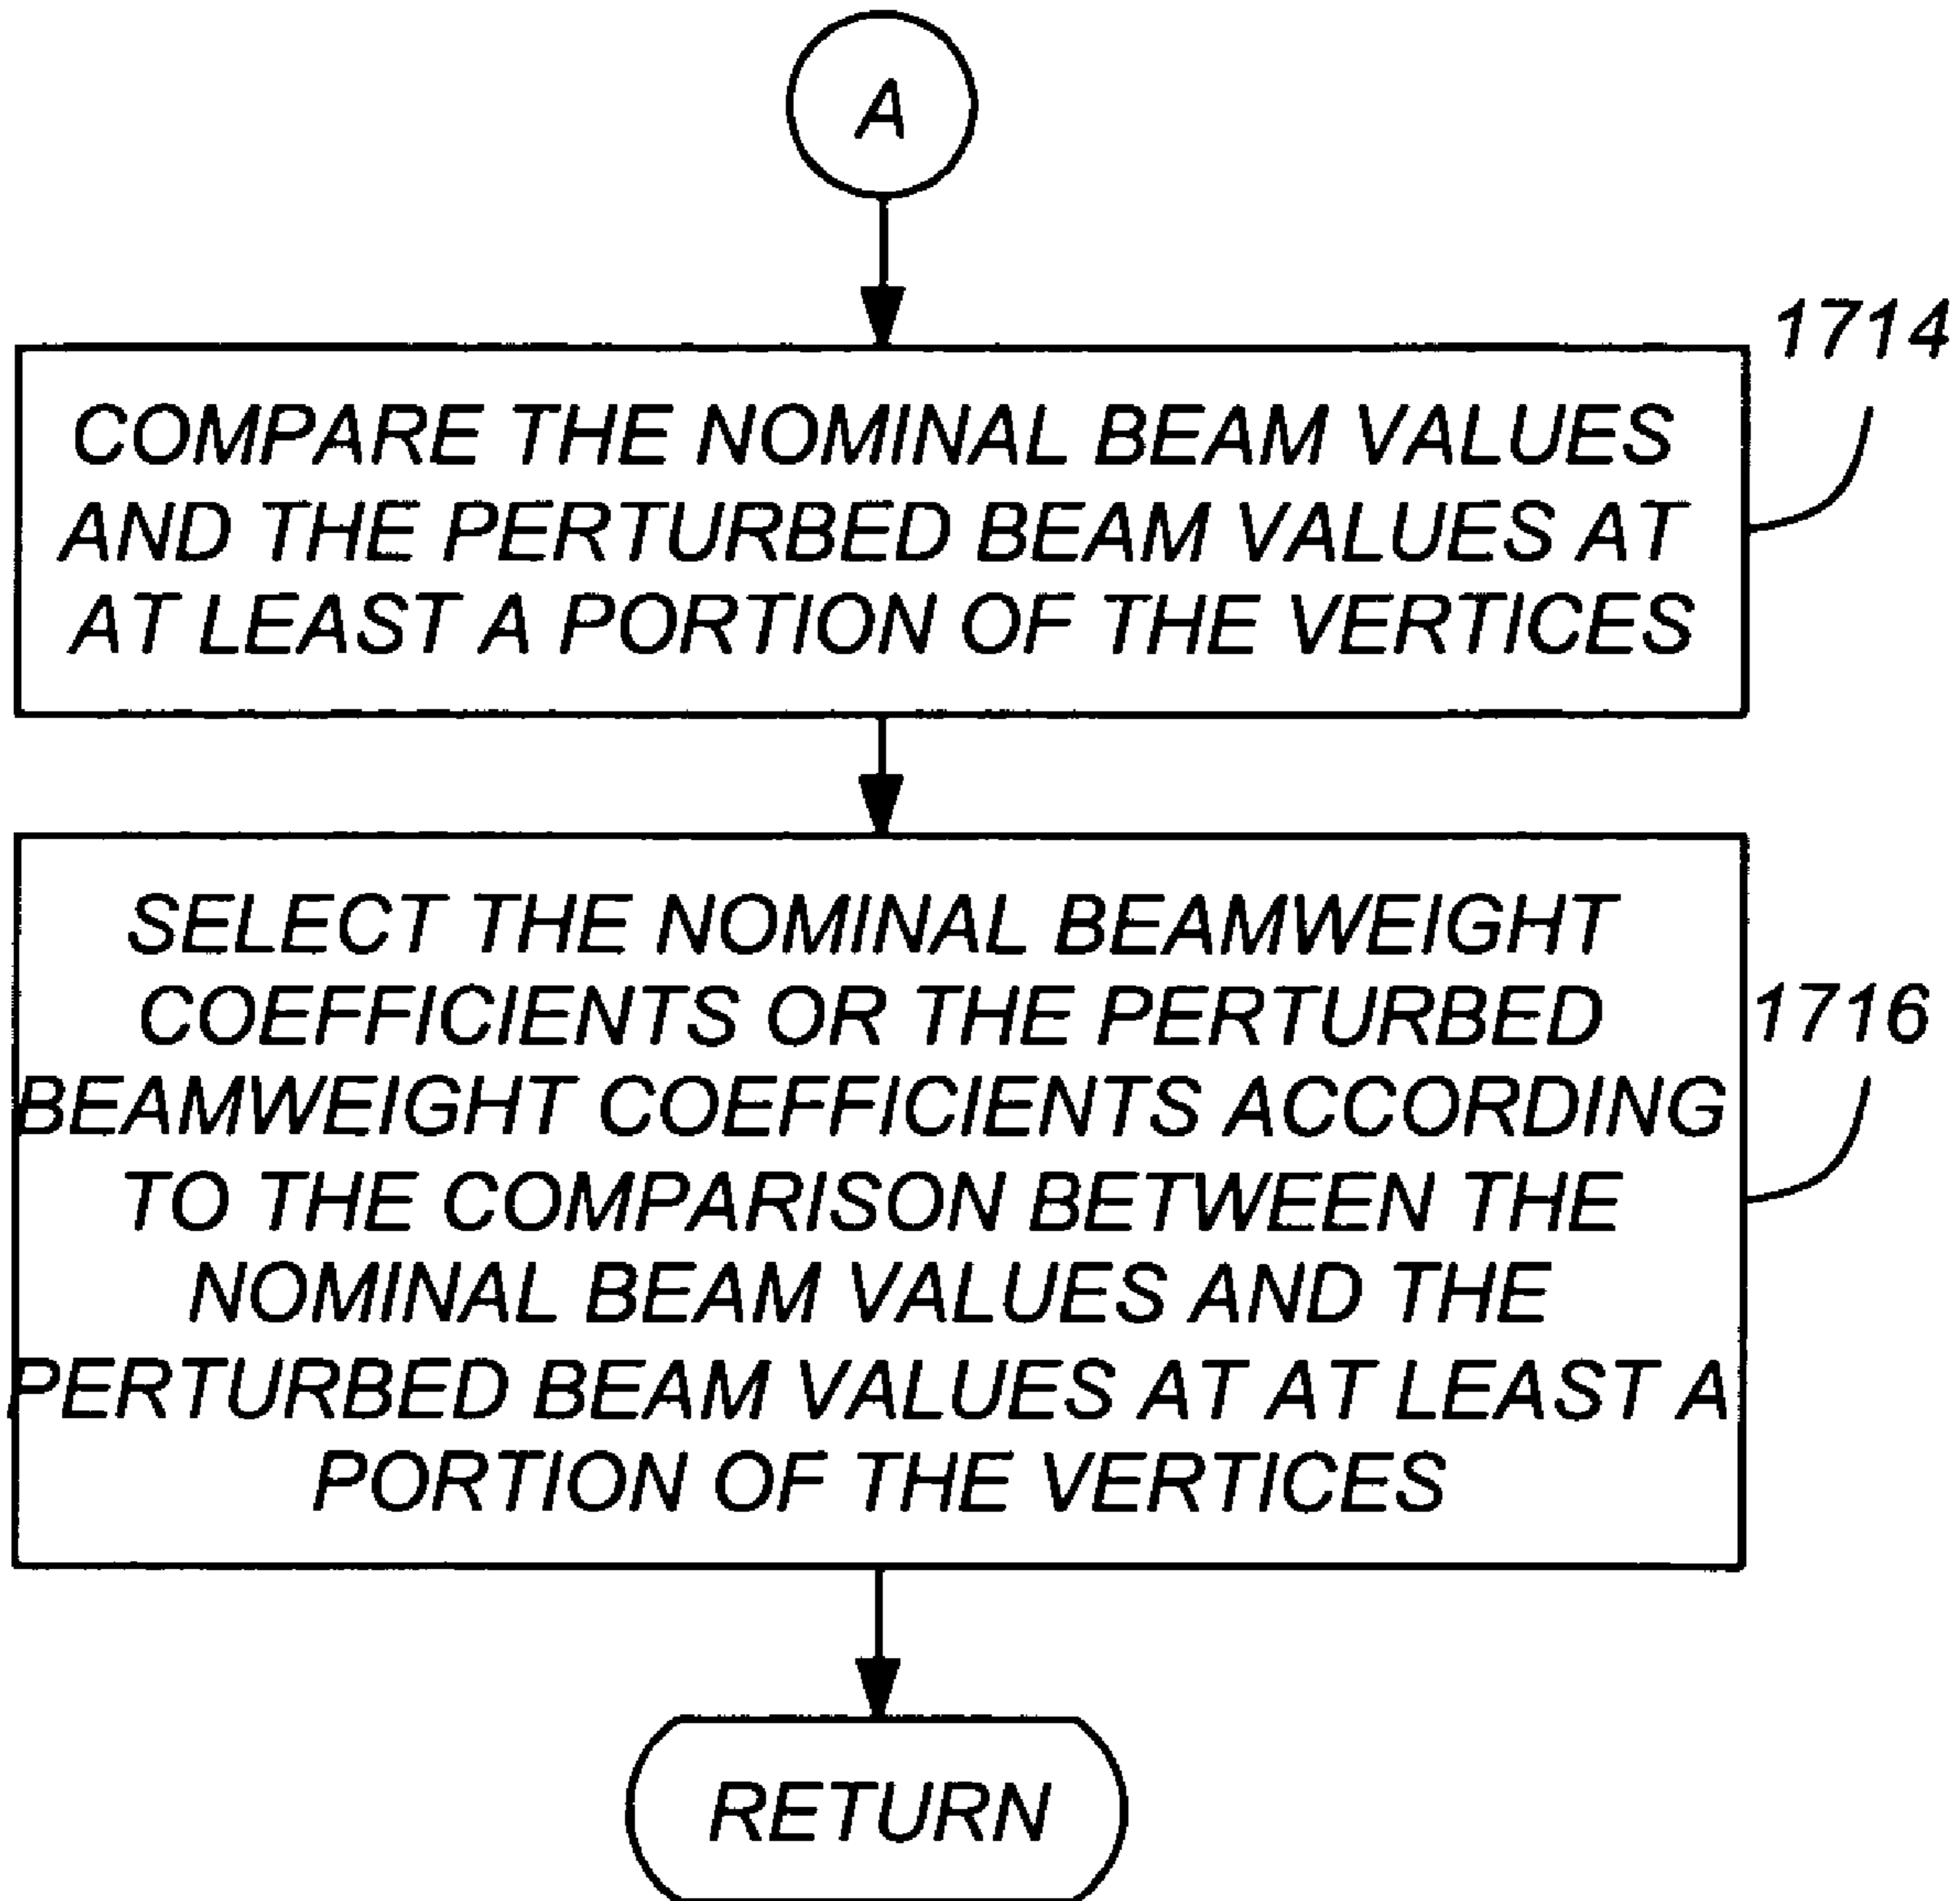 A
1714
COMPARE THE NOMINAL BEAM VALUES
AND THE PERTURBED BEAM VALUES AT
AT LEAST A PORTION OF THE VERTICES
SELECT THE NOMINAL BEAMWEIGHT
COEFFICIENTS OR THE PERTURBED
1716
BEAMWEIGHT COEFFICIENTS ACCORDING
TO THE COMPARISON BETWEEN THE
NOMINAL BEAM VALUES AND THE
PERTURBED BEAM VALUES AT AT LEAST A
PORTION OF THE VERTICES
RETURN